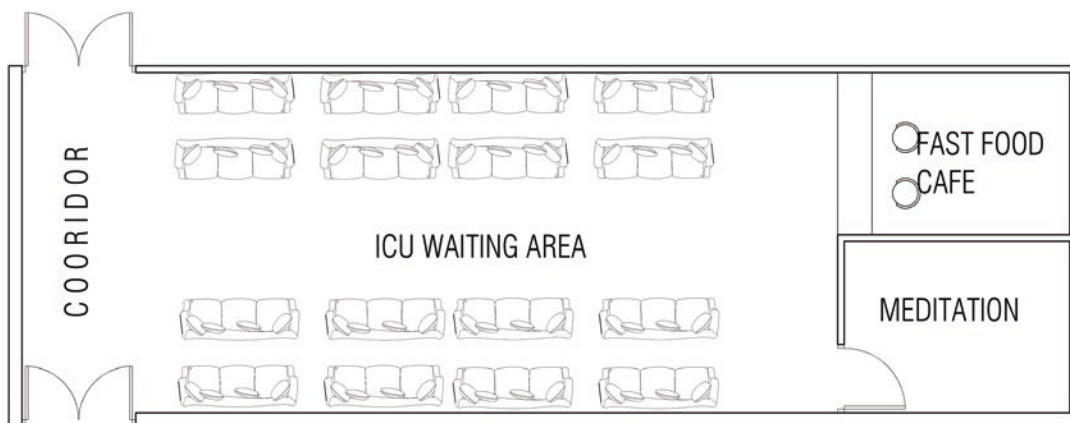 COORIDOR
ICU WAITING AREA
FAST FOOD
CAFE
MEDITATION